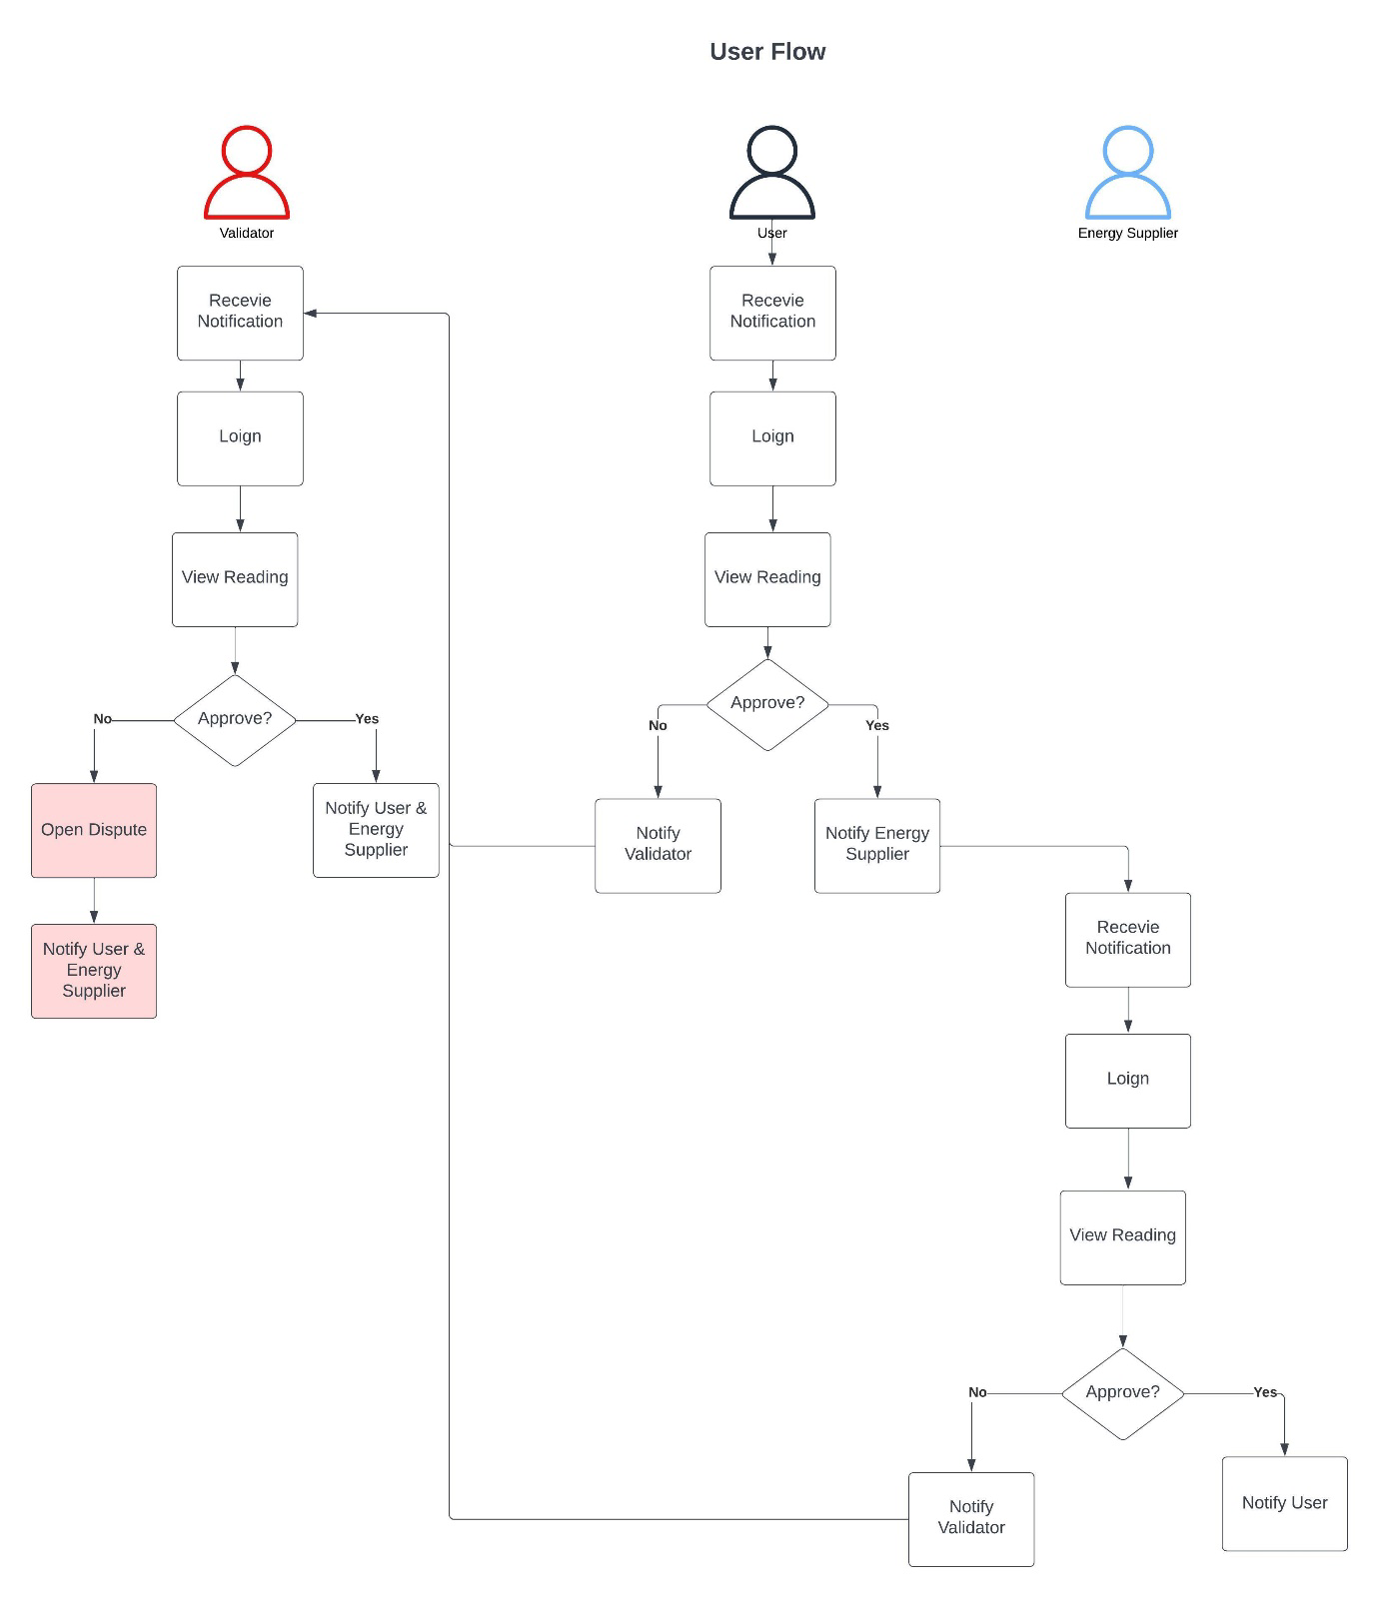 User Flow
Validator
User
Energy Supplier
Recevie
Notification
Recevie
Notification
Loign
Loign
View Reading
View Reading
Approve?
No
Yes
Approve?
No
Yes
Open Dispute
Notify User &
Energy
Supplier
Notify
Validator
Notify Energy
Supplier
Notify User &
Energy
Supplier
Recevie
Notification
Loign
View Reading
Approve?
No
Yes
Notify
Validator
Notify User